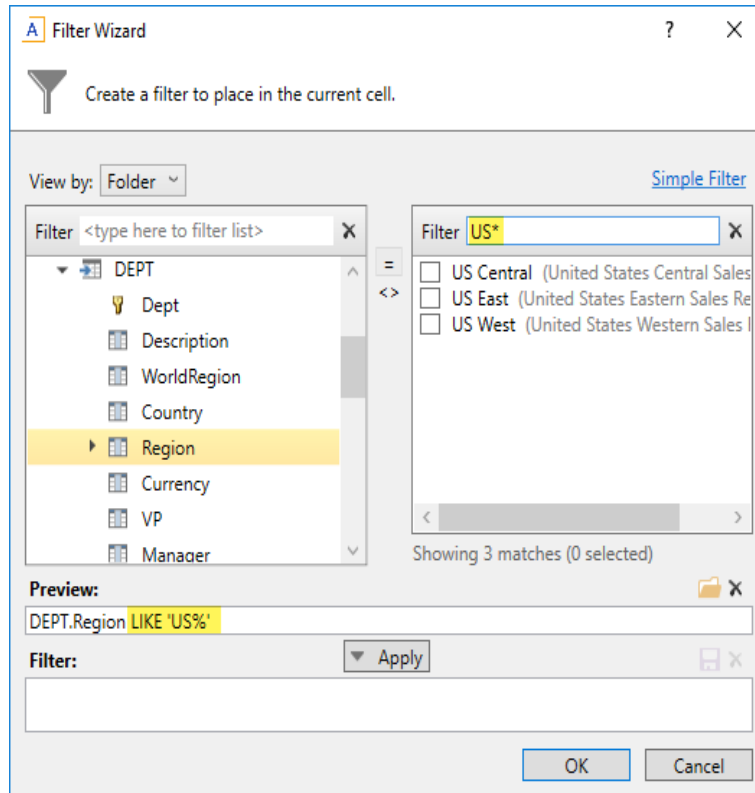 A Filter Wizard ? X
Create a filter to place in the current cell.
View by: Folder
Simple Filter
Filter <type here to filter list> X
DEPT
Dept
Description
WorldRegion
Country
Region
Currency
VP
Manager
=
<>
Filter US* X
US Central (United States Central Sales
US East (United States Eastern Sales Re
US West (United States Western Sales
Showing 3 matches (0 selected)
Preview: X
DEPT.Region LIKE 'US%'
Filter: Apply X
OK Cancel